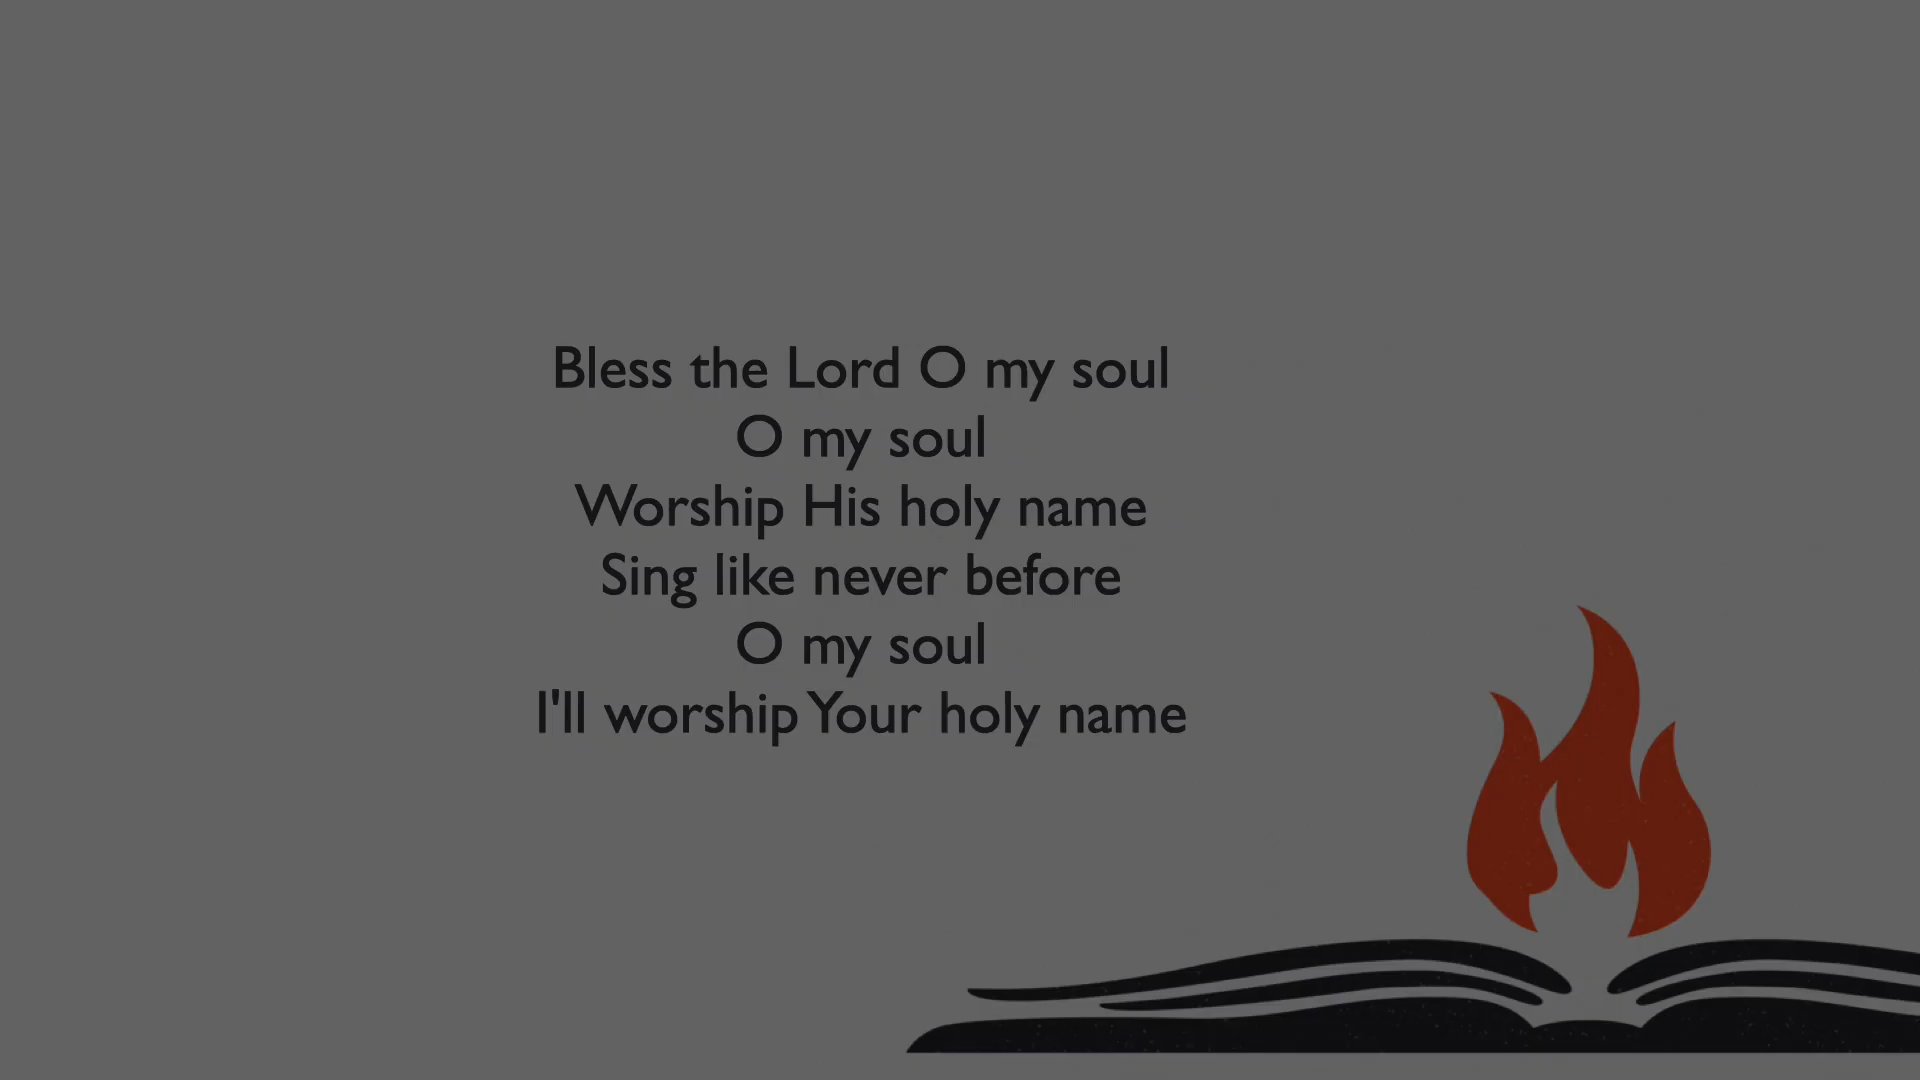 Bless the Lord O my soul
O my soul
Worship His holy name
Sing like never before
O my soul
I'll worship Your holy name